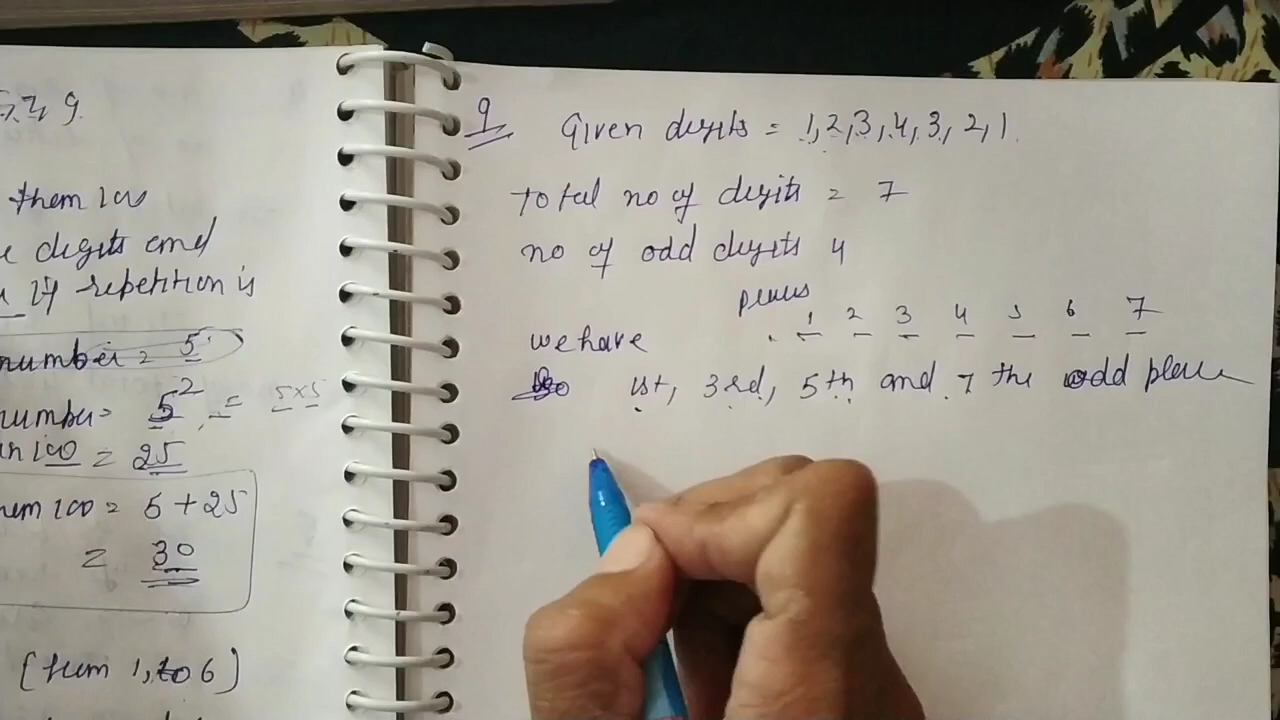 9.
them 100
digits and
If repetition is
number = 5
number = 5² = 5×5
100 = 25
100 = 5 + 25
= 30
[from 1, to 6)
9 Given digits = 1,2,3,4,3,2,1
Total no of digits = 7
no of odd digits 4
places 1 2 3 4 5 6 7
we have
1st, 3rd, 5th and 7 the odd place